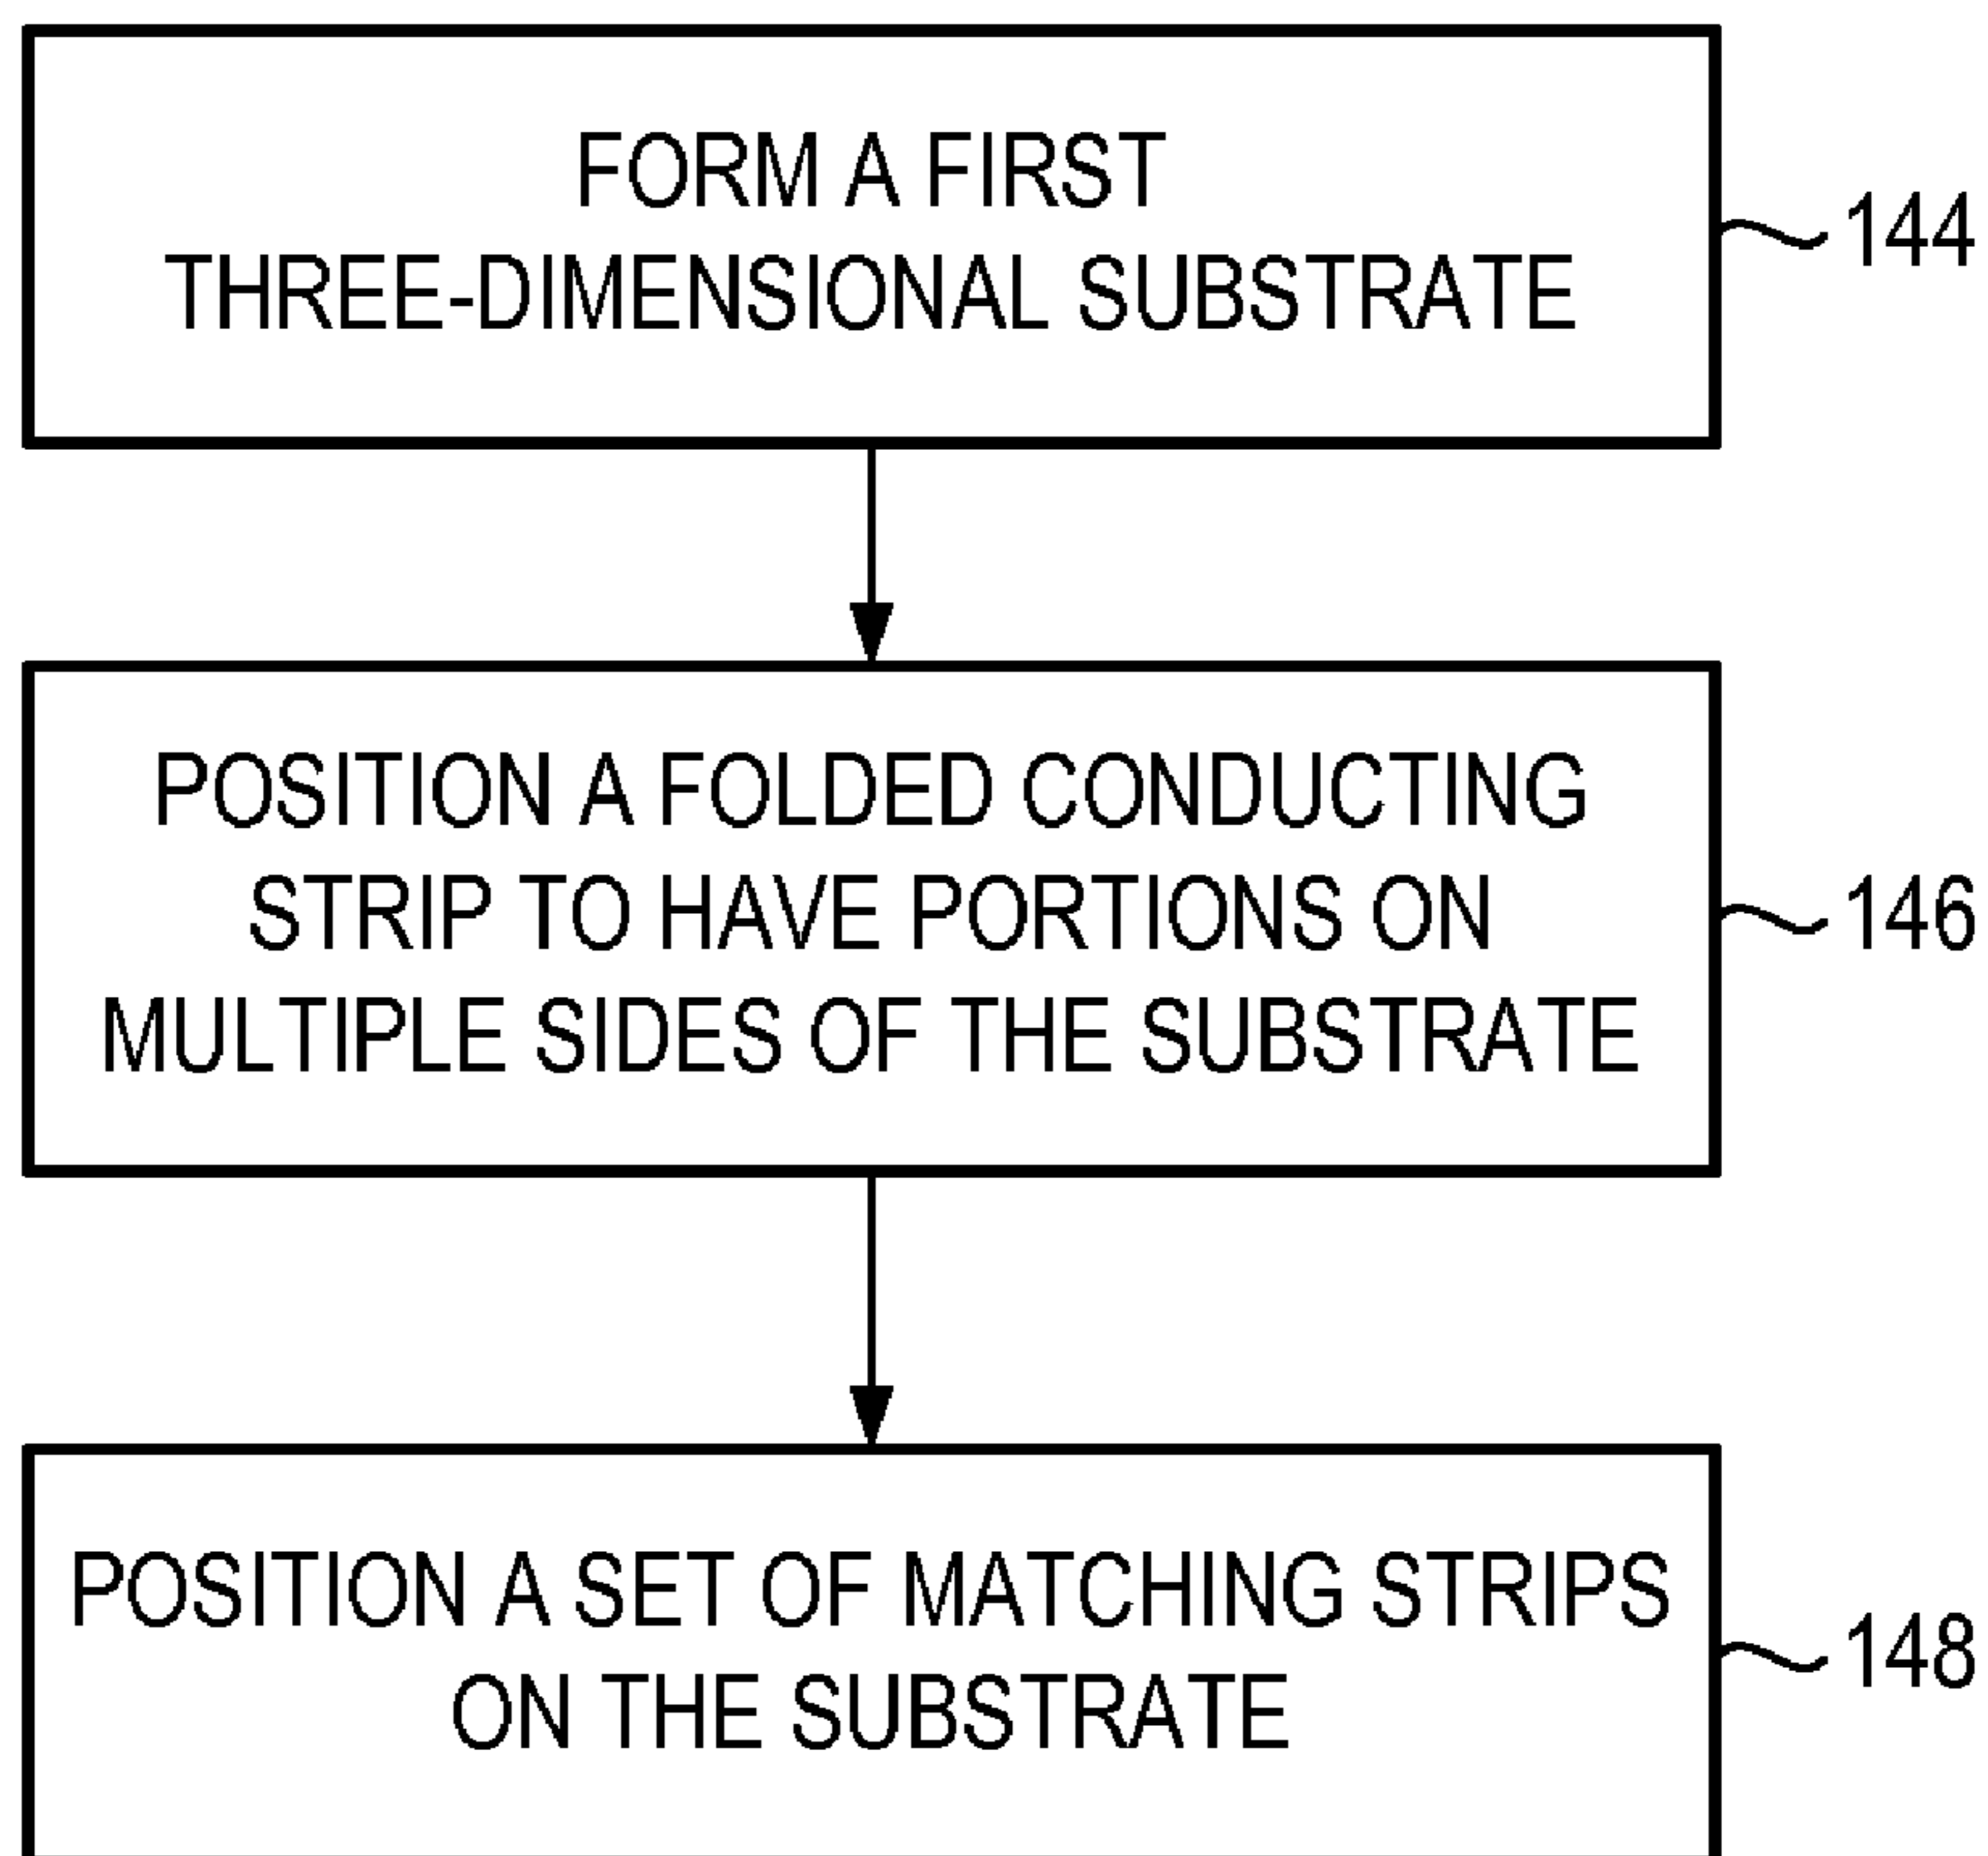 FORM A FIRST
THREE-DIMENSIONAL SUBSTRATE
144
POSITION A FOLDED CONDUCTING
STRIP TO HAVE PORTIONS ON
MULTIPLE SIDES OF THE SUBSTRATE
146
POSITION A SET OF MATCHING STRIPS
ON THE SUBSTRATE
148